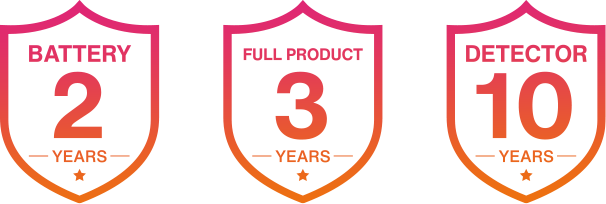 BATTERY
2
YEARS
FULL PRODUCT
3
YEARS
DETECTOR
10
YEARS